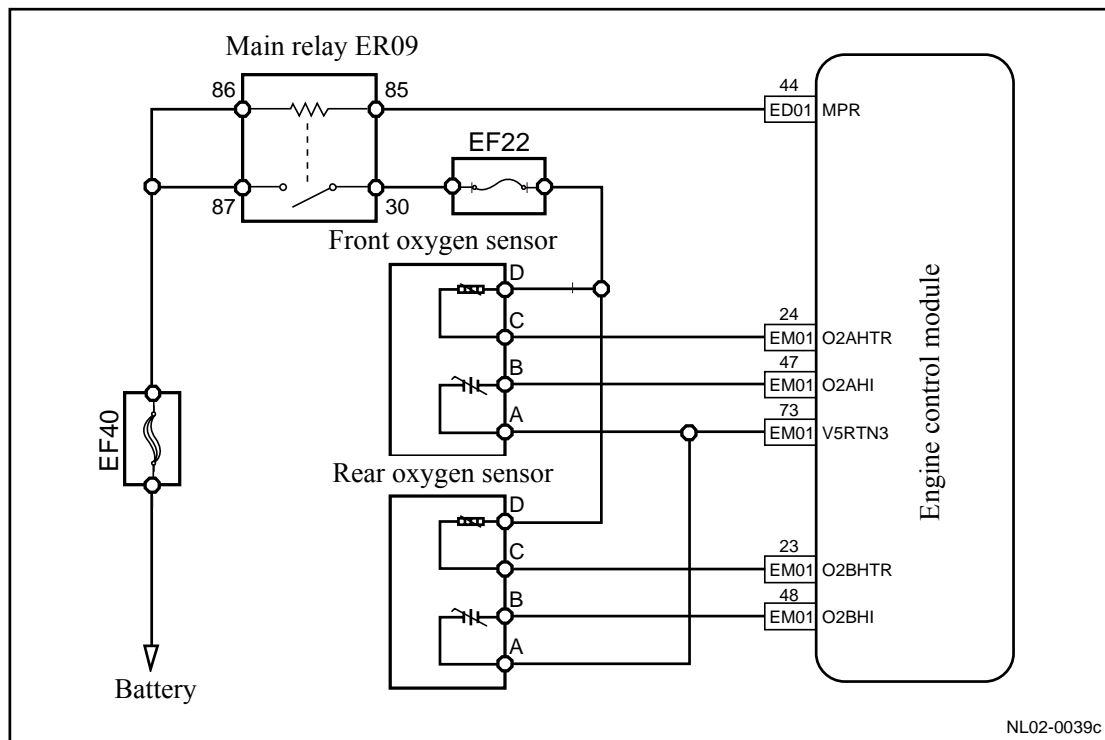 Main relay ER09
86
85
87
30
EF22
44
ED01 MPR
Front oxygen sensor
D
C
B
A
24
EM01 O2AHTR
47
EM01 O2AHI
73
EM01 V5RTN3
Engine control module
EF40
Rear oxygen sensor
D
C
B
A
23
EM01 O2BHTR
48
EM01 O2BHI
Battery
NL02-0039c